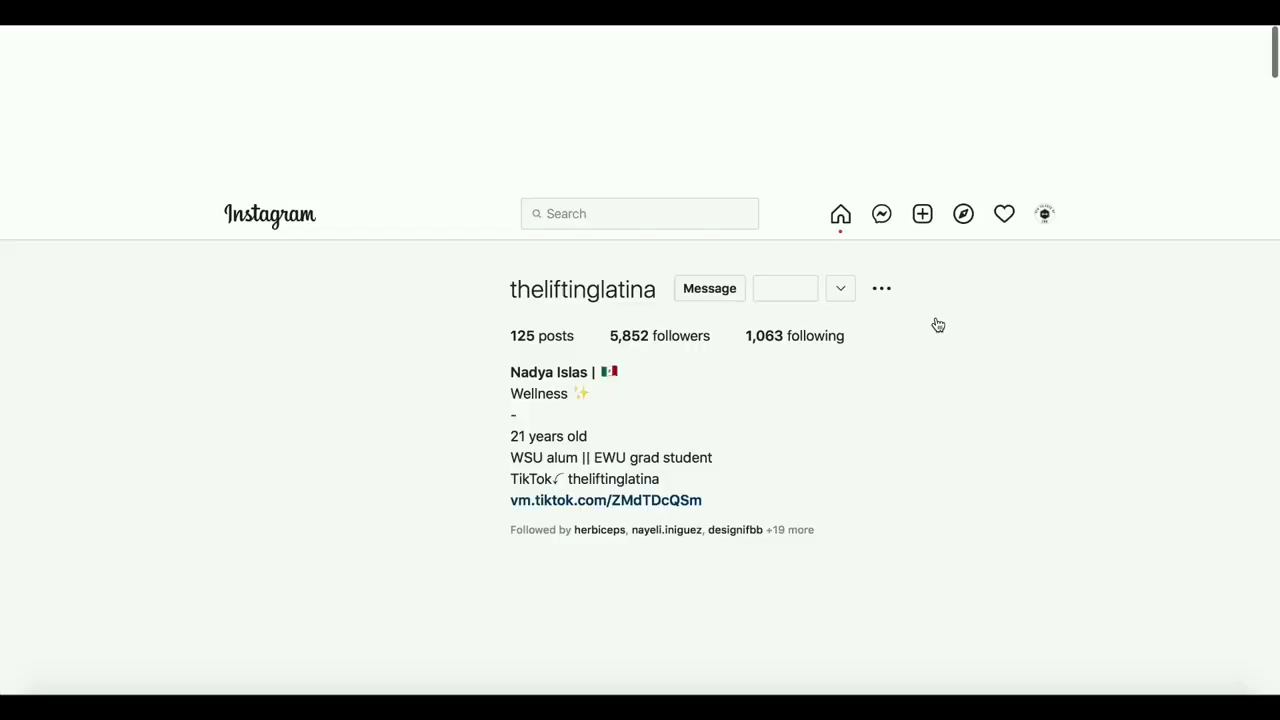 Instagram
Search
theliftinglatina Message
125 posts 5,852 followers 1,063 following
Nadya Islas | 🇲🇽
Wellness ✨
-
21 years old
WSU alum || EWU grad student
TikTok⤹ theliftinglatina
vm.tiktok.com/ZMdTDcQSm
Followed by herbiceps, nayeli.iniguez, designifbb +19 more